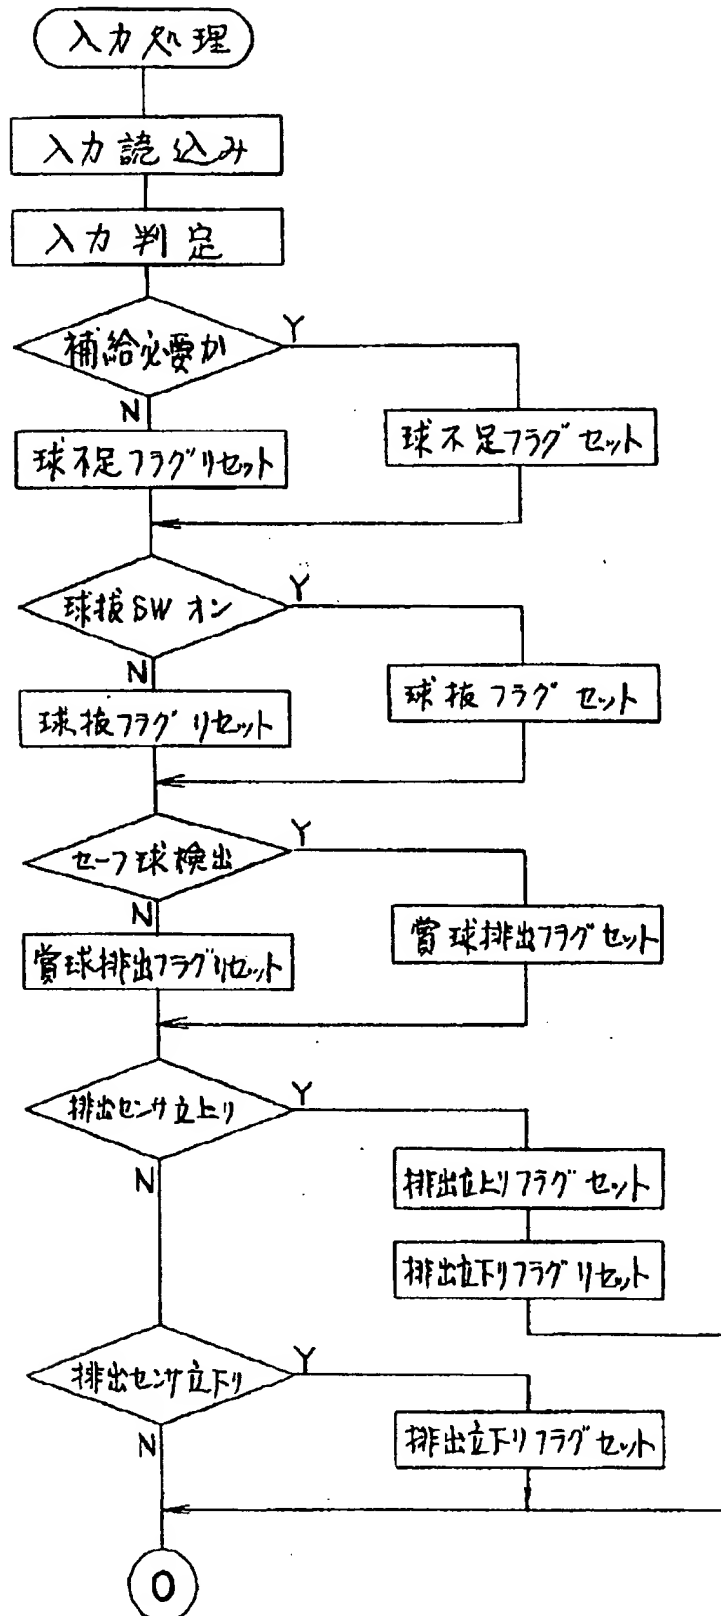 入力処理
入力読込み
入力判定
補給必要か
Y
N
球不足フラグリセット
球不足フラグセット
球抜SWオン
Y
N
球抜フラグリセット
球抜フラグセット
セーフ球検出
Y
N
賞球排出フラグリセット
賞球排出フラグセット
排出センサ立上り
Y
N
排出立上りフラグセット
排出立下りフラグリセット
排出センサ立下り
Y
N
排出立下りフラグセット
O